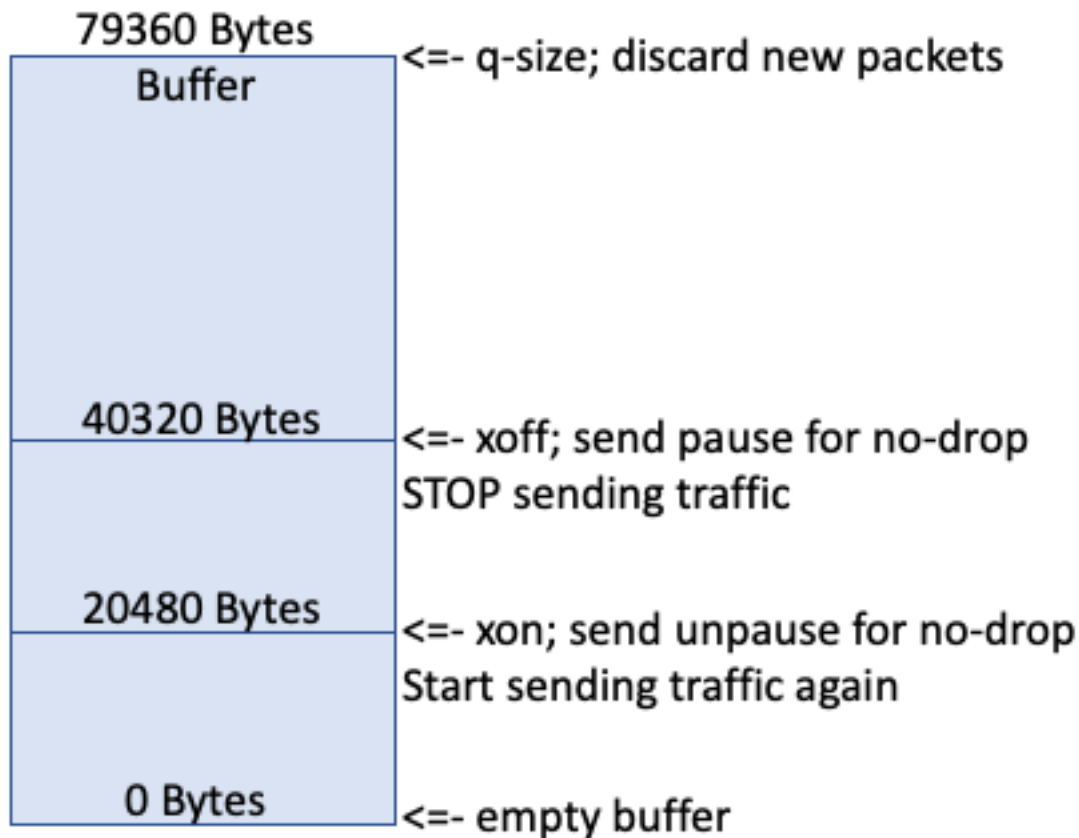 79360 Bytes
<=- q-size; discard new packets
Buffer
40320 Bytes
<=- xoff; send pause for no-drop
STOP sending traffic
20480 Bytes
<=- xon; send unpause for no-drop
Start sending traffic again
0 Bytes
<=- empty buffer